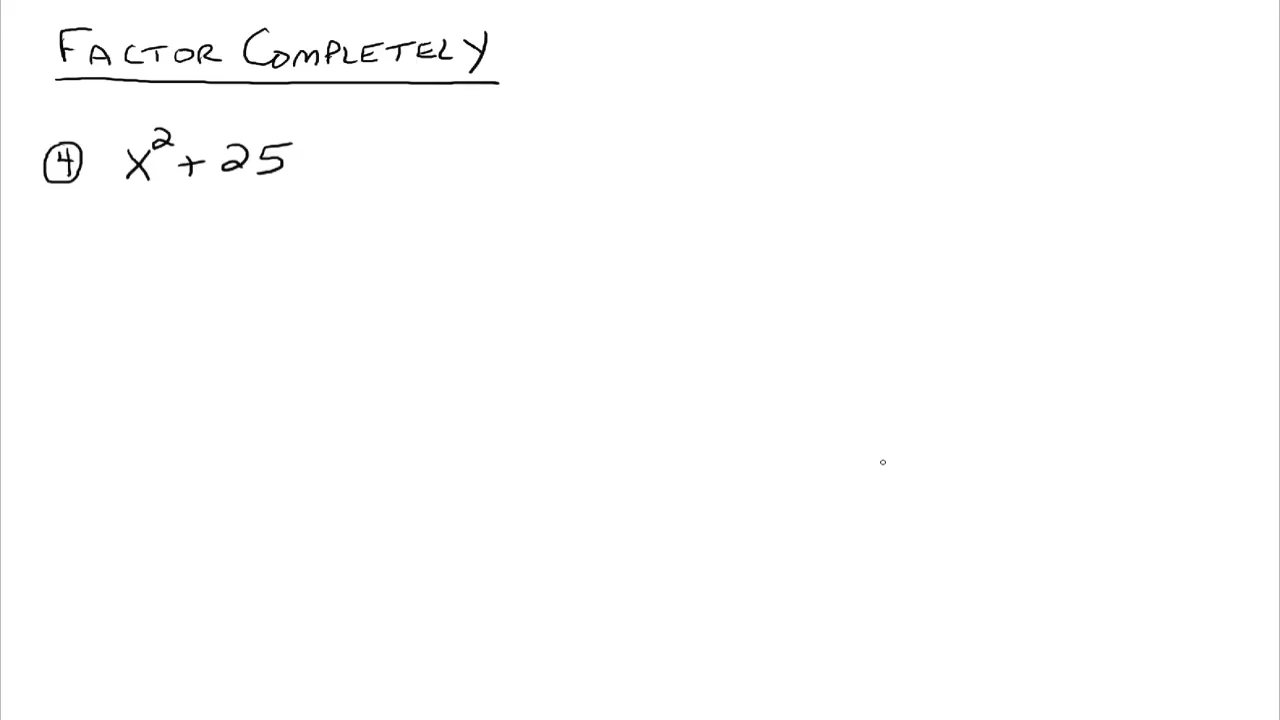 FACTOR COMPLETELY
④ x² + 25